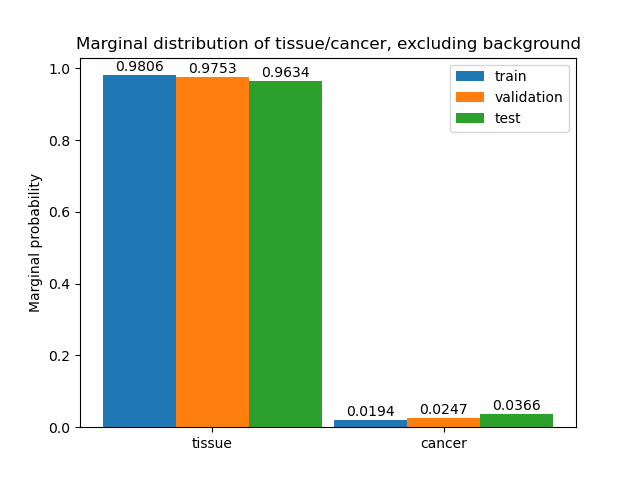 Marginal distribution of tissue/cancer, excluding background
Marginal probability
1.0
0.8
0.6
0.4
0.2
0.0
0.9806
0.9753
0.9634
0.0194
0.0247
0.0366
train
validation
test
tissue
cancer